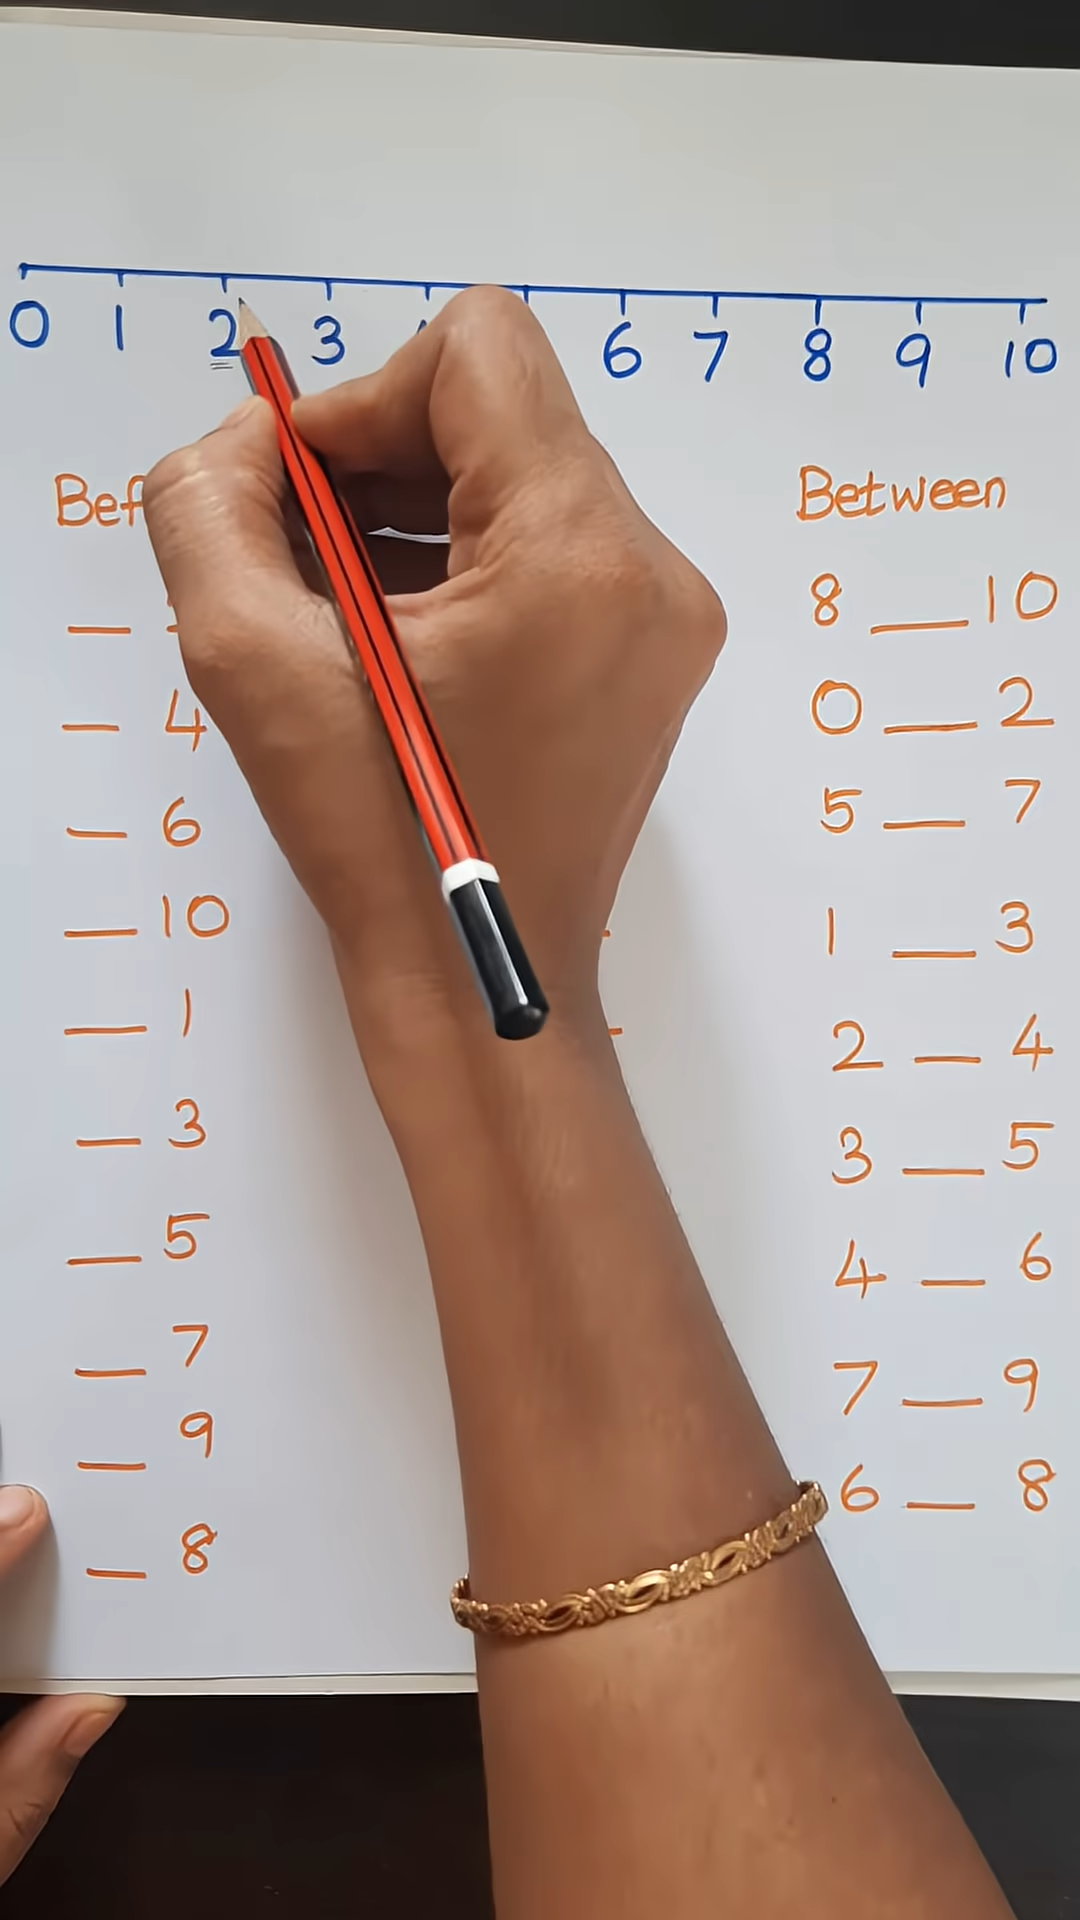 0 1 2 3 6 7 8 9 10
Between
__
__ 4
__ 6
__ 10
__ 1
__ 3
__ 5
__ 7
__ 9
__ 8
8 __ 10
0 __ 2
5 __ 7
1 __ 3
2 __ 4
3 __ 5
4 __ 6
7 __ 9
6 __ 8